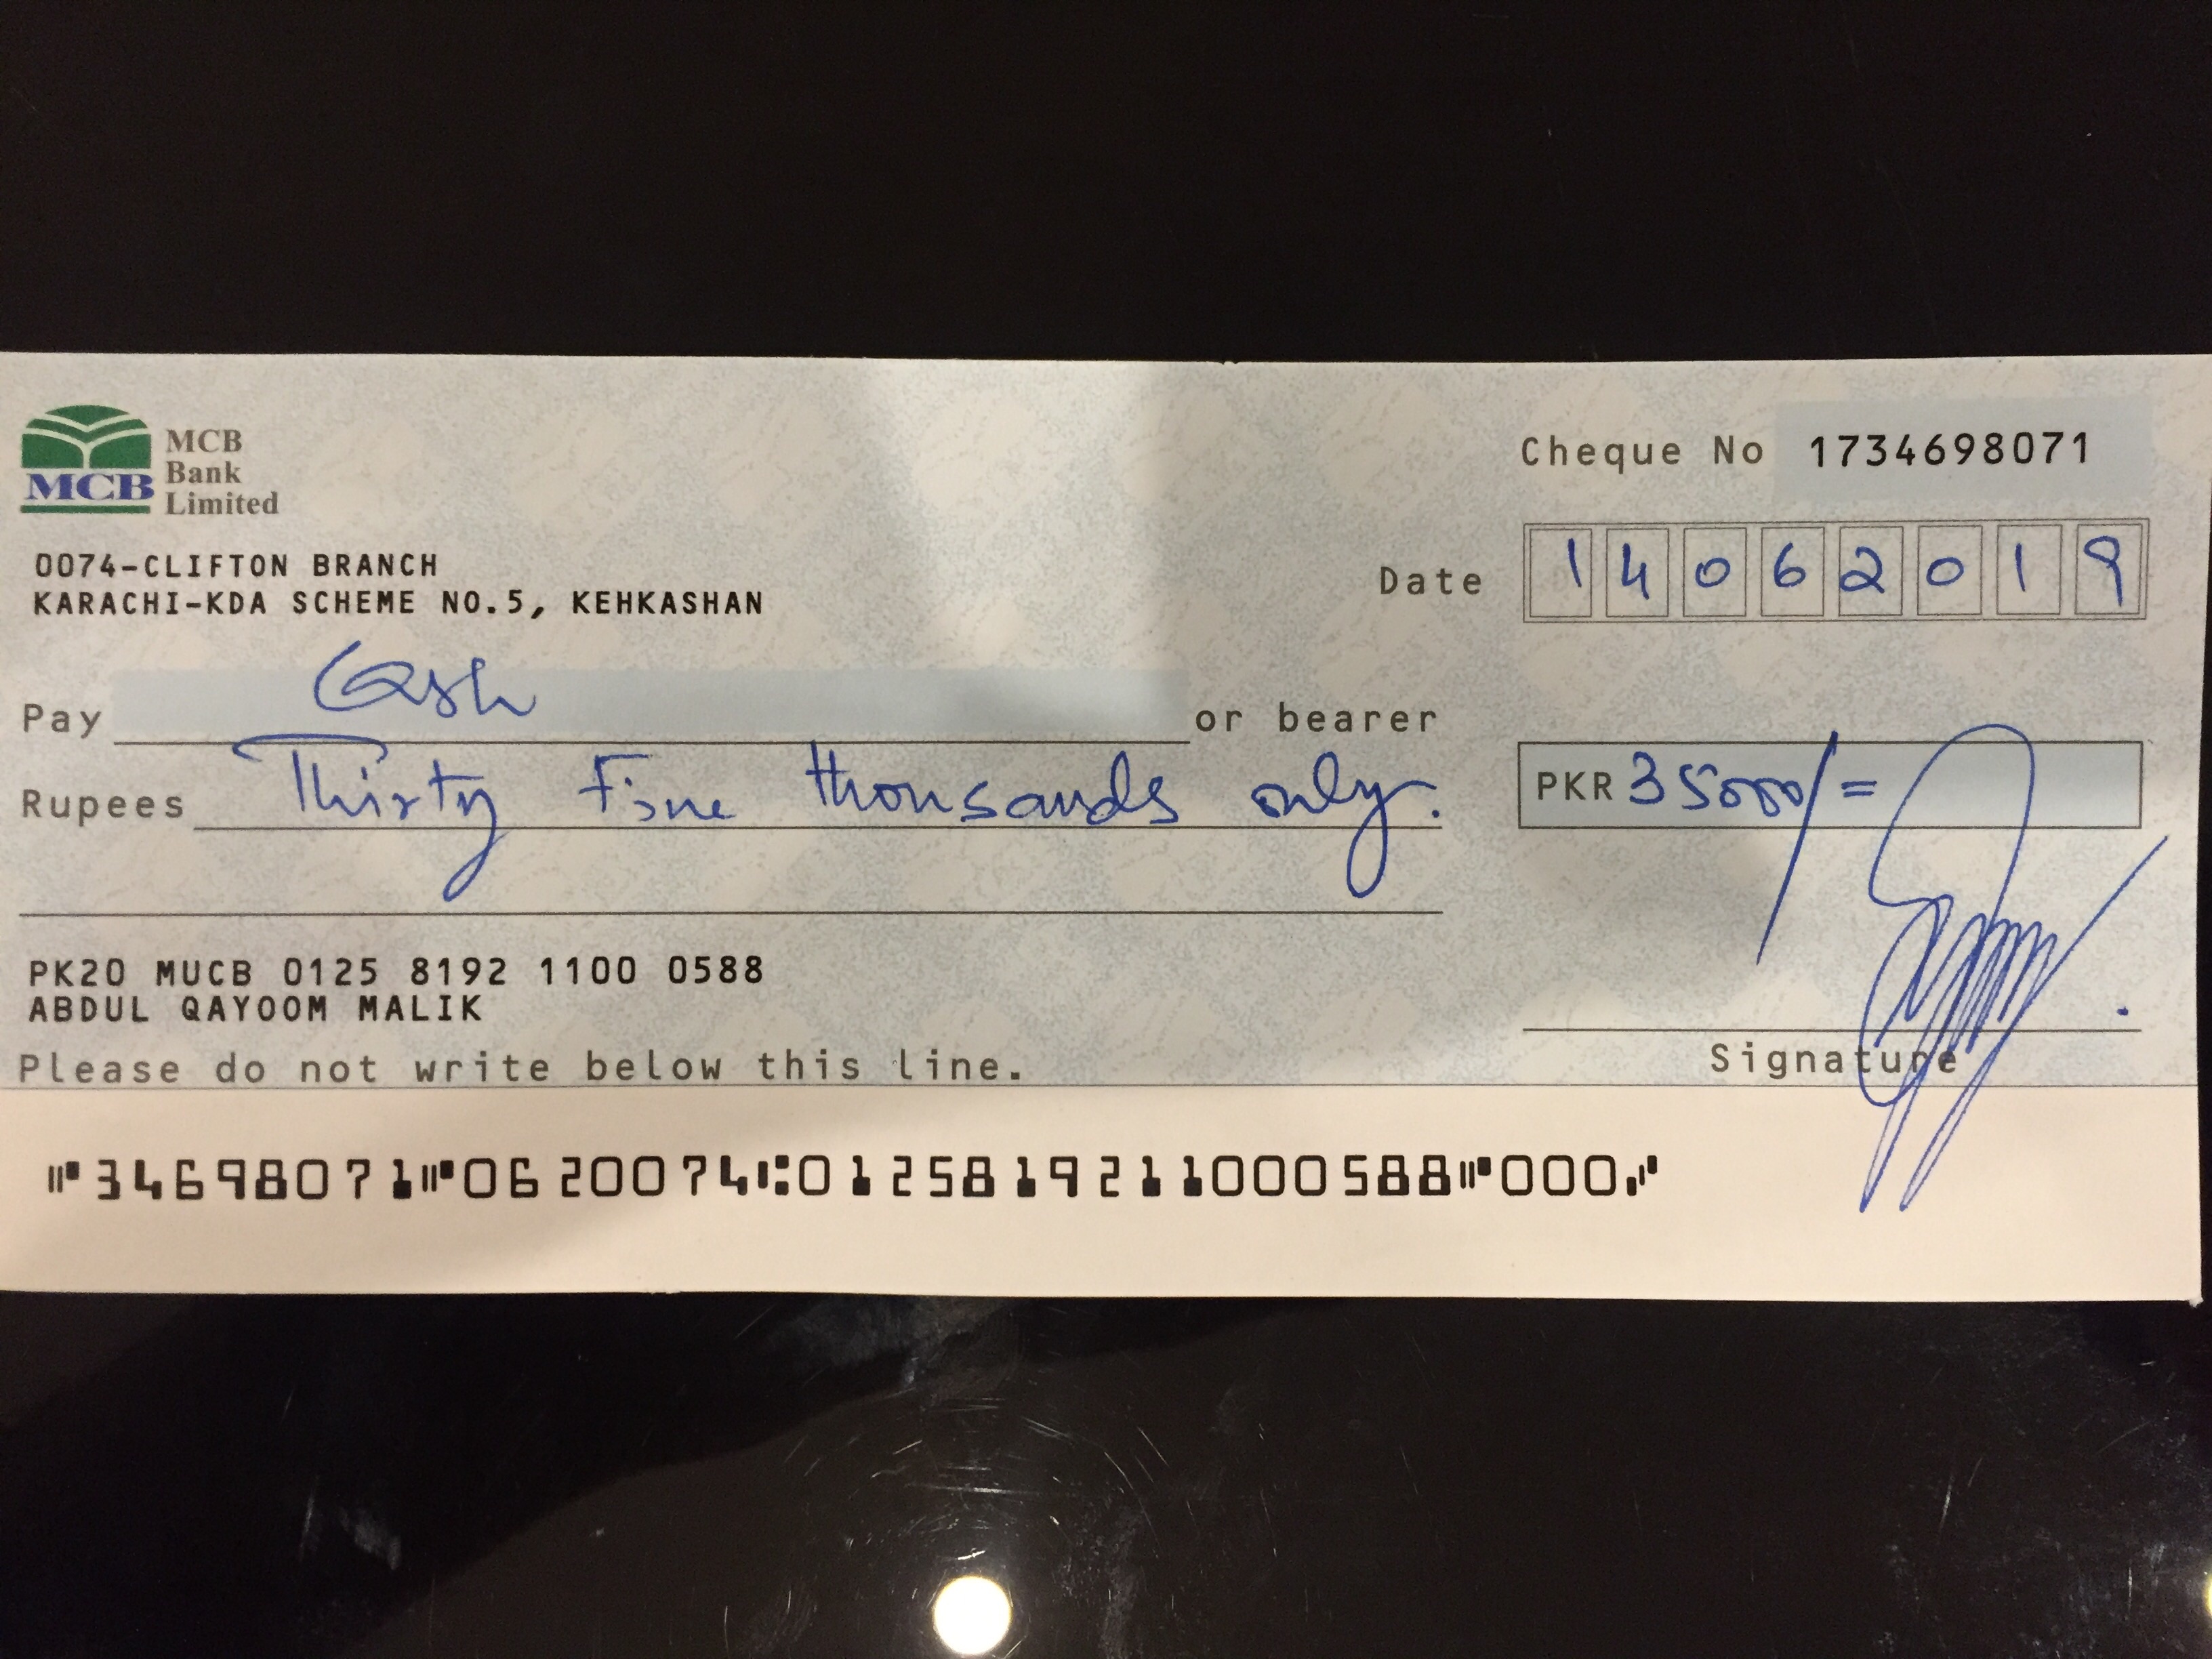 MCB
MCB
Bank
Limited
Cheque No 1734698071
0074-CLIFTON BRANCH
KARACHI-KDA SCHEME NO.5, KEHKASHAN
Date 14062019
Pay Cash or bearer
Rupees Thirty five thousands only.
PKR 35000/=
PK20 MUCB 0125 8192 1100 0588
ABDUL QAYOOM MALIK
Signature
Please do not write below this line.
⑈34698071⑈0620074⑆0125819211000588⑈000⑈